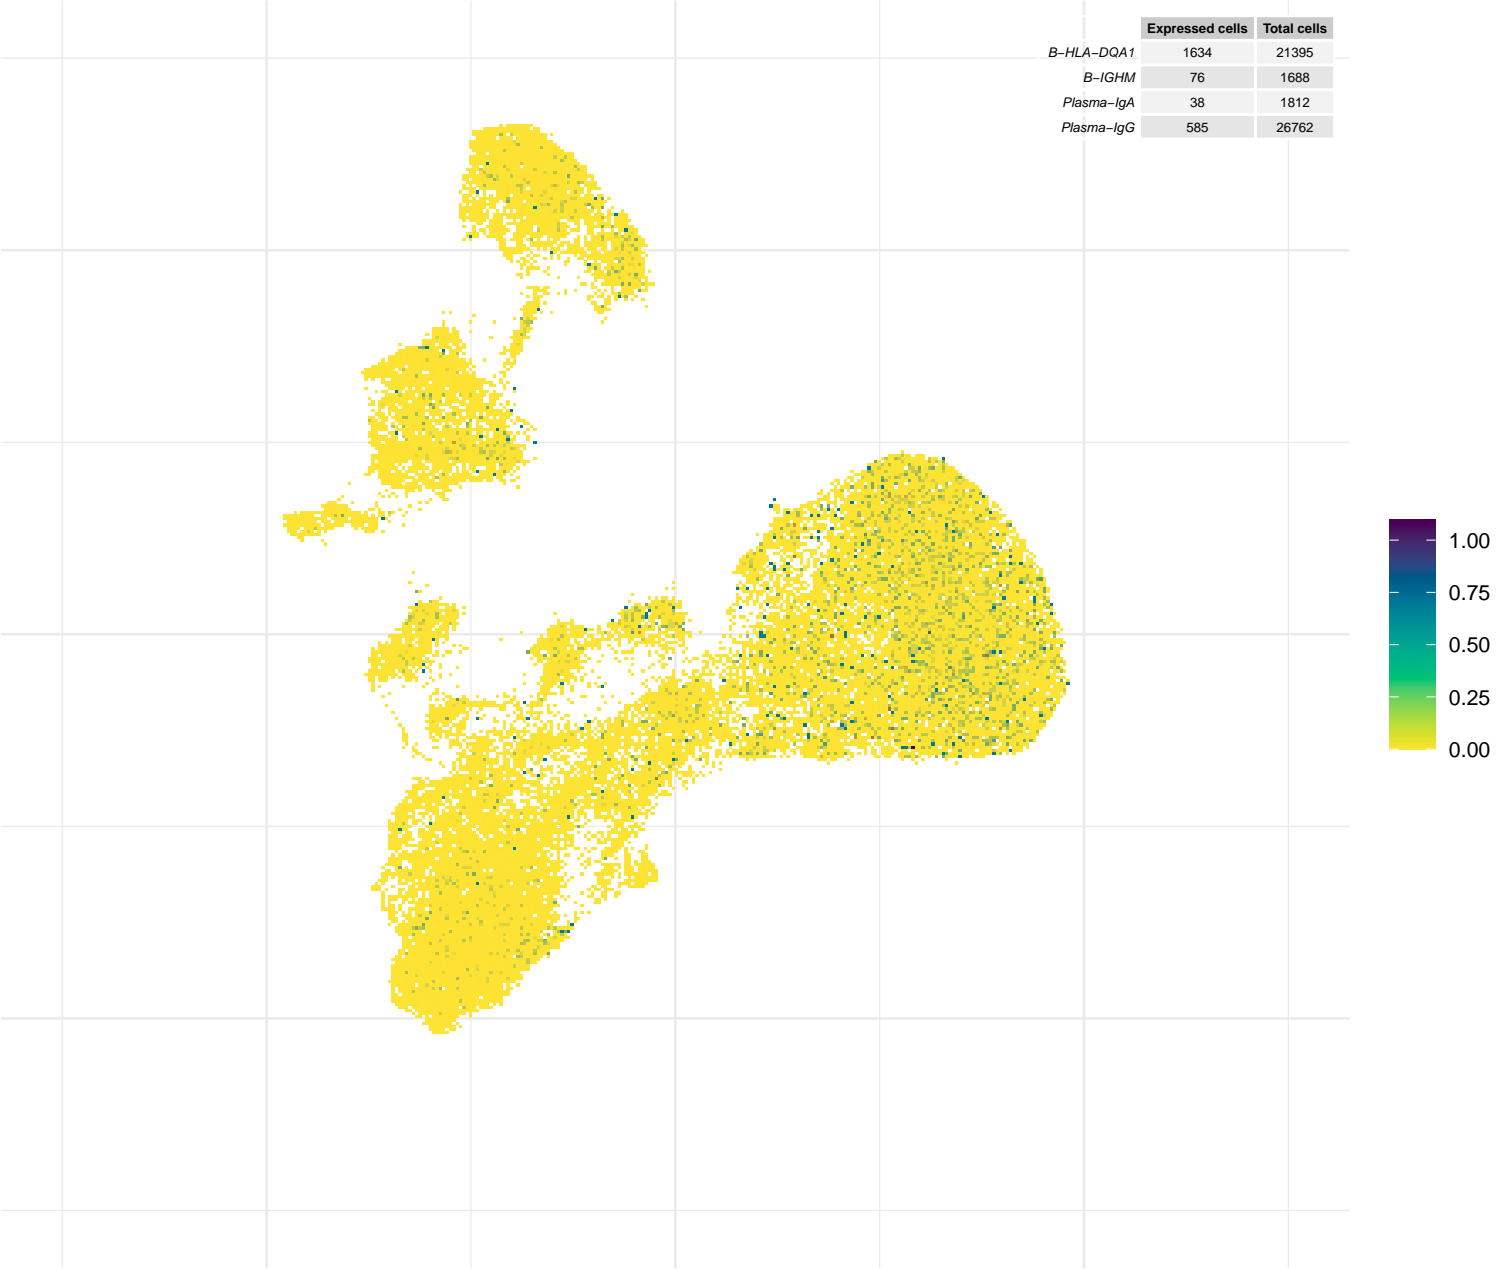 Expressed cells Total cells
B−HLA−DQA1 1634 21395
B−IGHM 76 1688
Plasma−IgA 38 1812
Plasma−IgG 585 26762
1.00
0.75
0.50
0.25
0.00